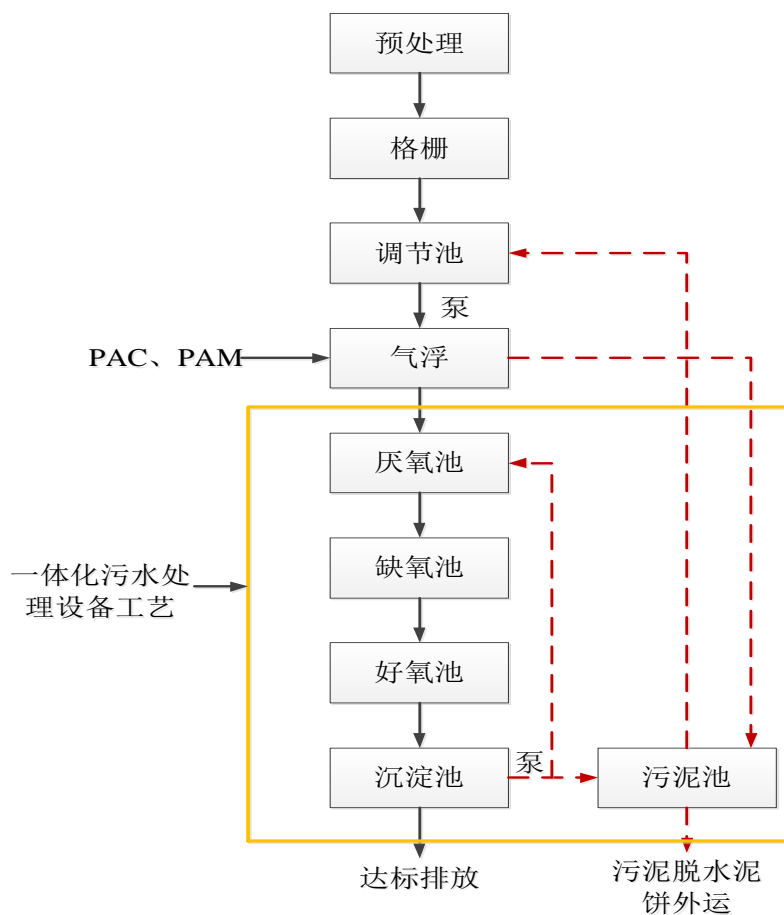 预处理
格栅
调节池
泵
PAC、PAM
气浮
厌氧池
缺氧池
一体化污水处
理设备工艺
好氧池
沉淀池
泵
污泥池
达标排放
污泥脱水泥
饼外运